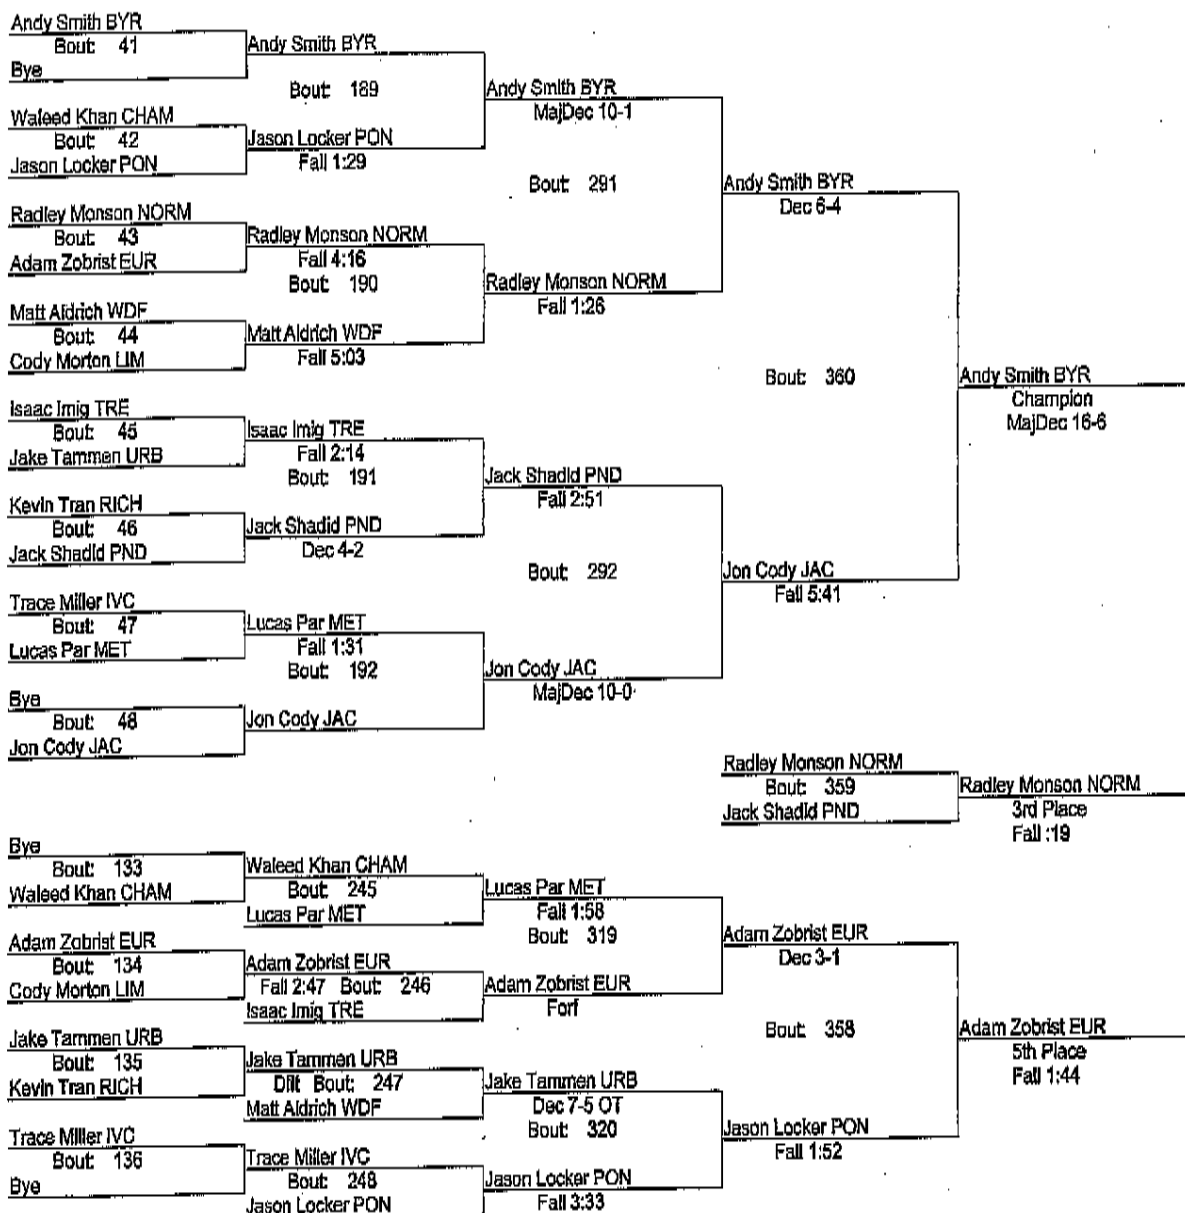 Andy Smith BYR
Bout: 41
Bye
Andy Smith BYR
Bout: 189
Waleed Khan CHAM
Bout: 42
Jason Locker PON
Jason Locker PON
Fall 1:29
Andy Smith BYR
MajDec 10-1
Bout: 291
Radley Monson NORM
Bout: 43
Adam Zobrist EUR
Radley Monson NORM
Fall 4:16
Bout: 190
Matt Aldrich WDF
Bout: 44
Cody Morton LIM
Matt Aldrich WDF
Fall 5:03
Radley Monson NORM
Fall 1:26
Andy Smith BYR
Dec 6-4
Bout: 360
Isaac Imig TRE
Bout: 45
Jake Tammen URB
Isaac Imig TRE
Fall 2:14
Bout: 191
Kevin Tran RICH
Bout: 46
Jack Shadid PND
Jack Shadid PND
Dec 4-2
Jack Shadid PND
Fall 2:51
Bout: 292
Trace Miller IVC
Bout: 47
Lucas Par MET
Lucas Par MET
Fall 1:31
Bout: 192
Bye
Bout: 48
Jon Cody JAC
Jon Cody JAC
Jon Cody JAC
MajDec 10-0
Jon Cody JAC
Fall 5:41
Andy Smith BYR
Champion
MajDec 16-6
Radley Monson NORM
Bout: 359
Jack Shadid PND
Radley Monson NORM
3rd Place
Fall :19
Bye
Bout: 133
Waleed Khan CHAM
Waleed Khan CHAM
Bout: 245
Lucas Par MET
Lucas Par MET
Fall 1:58
Bout: 319
Adam Zobrist EUR
Bout: 134
Cody Morton LIM
Adam Zobrist EUR
Fall 2:47 Bout: 246
Isaac Imig TRE
Adam Zobrist EUR
Forf
Adam Zobrist EUR
Dec 3-1
Bout: 358
Jake Tammen URB
Bout: 135
Kevin Tran RICH
Jake Tammen URB
Dflt Bout: 247
Matt Aldrich WDF
Jake Tammen URB
Dec 7-5 OT
Bout: 320
Trace Miller IVC
Bout: 136
Bye
Trace Miller IVC
Bout: 248
Jason Locker PON
Jason Locker PON
Fall 3:33
Jason Locker PON
Fall 1:52
Adam Zobrist EUR
5th Place
Fall 1:44